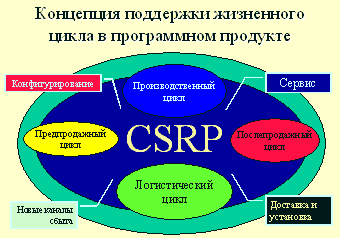 Концепция поддержки жизненного
цикла в программном продукте
Конфигурирование
Производственный
цикл
Сервис
Предпродажный
цикл
CSRP
Послепродажный
цикл
Логистический
цикл
Новые каналы
сбыта
Доставка и
установка